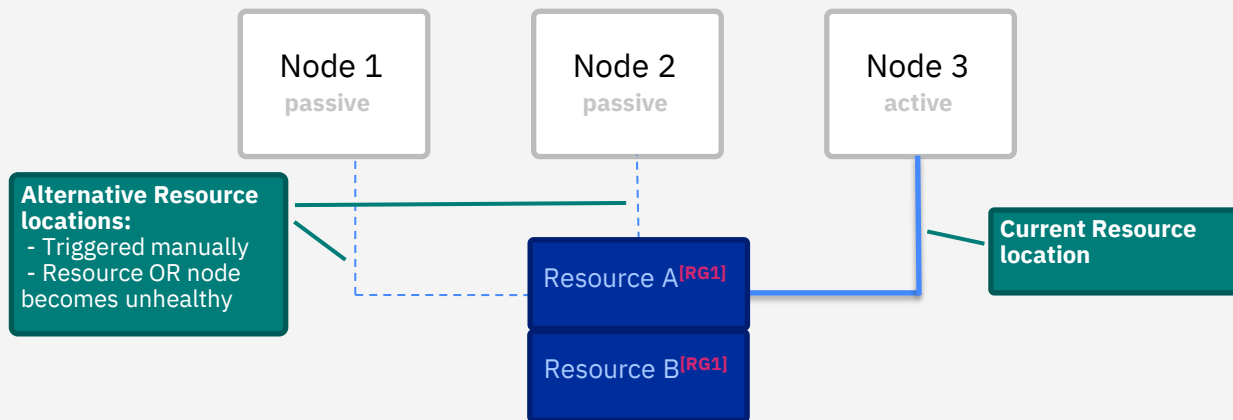 Node 1
passive
Node 2
passive
Node 3
active
Alternative Resource
locations:
- Triggered manually
- Resource OR node
becomes unhealthy
Current Resource
location
Resource A[RG1]
Resource B[RG1]